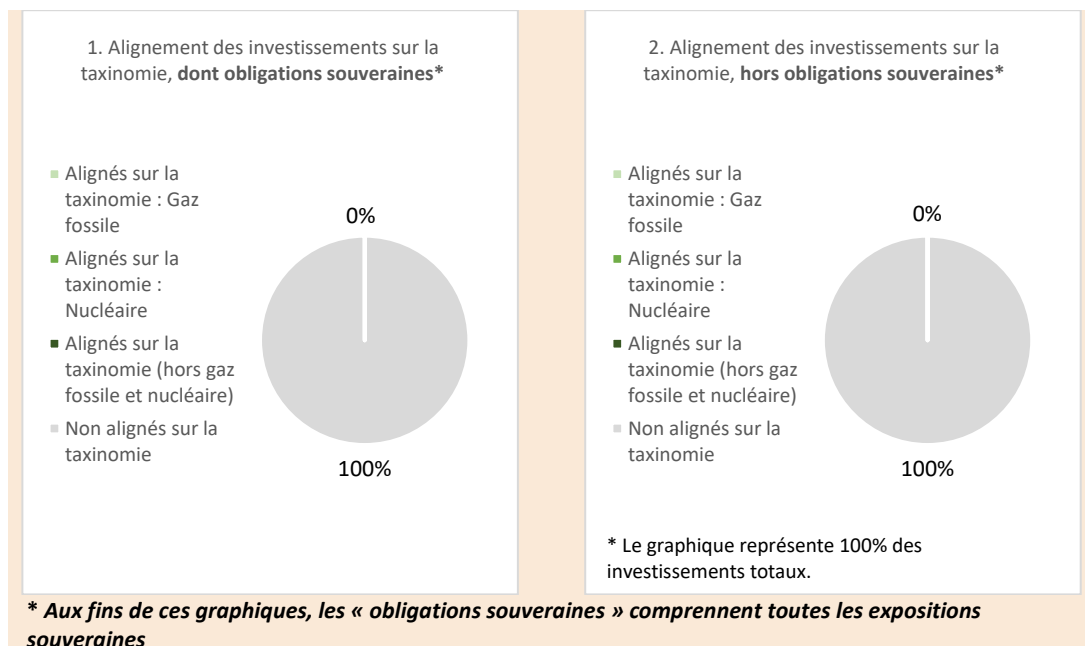 1. Alignement des investissements sur la
taxinomie, dont obligations souveraines*
Alignés sur la
taxinomie : Gaz
fossile
Alignés sur la
taxinomie :
Nucléaire
Alignés sur la
taxinomie (hors gaz
fossile et nucléaire)
Non alignés sur la
taxinomie
0%
100%
2. Alignement des investissements sur la
taxinomie, hors obligations souveraines*
Alignés sur la
taxinomie : Gaz
fossile
Alignés sur la
taxinomie :
Nucléaire
Alignés sur la
taxinomie (hors gaz
fossile et nucléaire)
Non alignés sur la
taxinomie
0%
100%
* Le graphique représente 100% des
investissements totaux.
* Aux fins de ces graphiques, les « obligations souveraines » comprennent toutes les expositions
souveraines